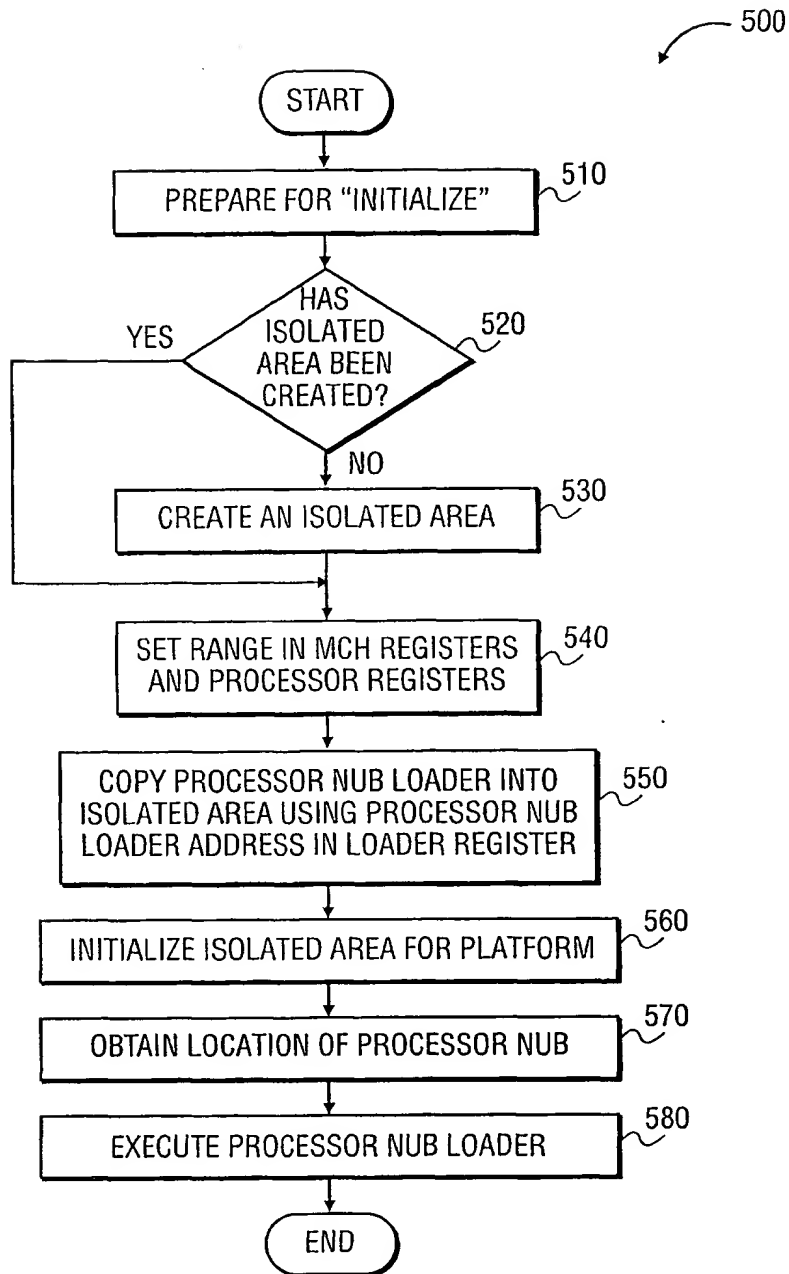 500
START
PREPARE FOR “INITIALIZE”
510
HAS
ISOLATED
AREA BEEN
CREATED?
520
YES
NO
CREATE AN ISOLATED AREA
530
SET RANGE IN MCH REGISTERS
AND PROCESSOR REGISTERS
540
COPY PROCESSOR NUB LOADER INTO
ISOLATED AREA USING PROCESSOR NUB
LOADER ADDRESS IN LOADER REGISTER
550
INITIALIZE ISOLATED AREA FOR PLATFORM
560
OBTAIN LOCATION OF PROCESSOR NUB
570
EXECUTE PROCESSOR NUB LOADER
580
END